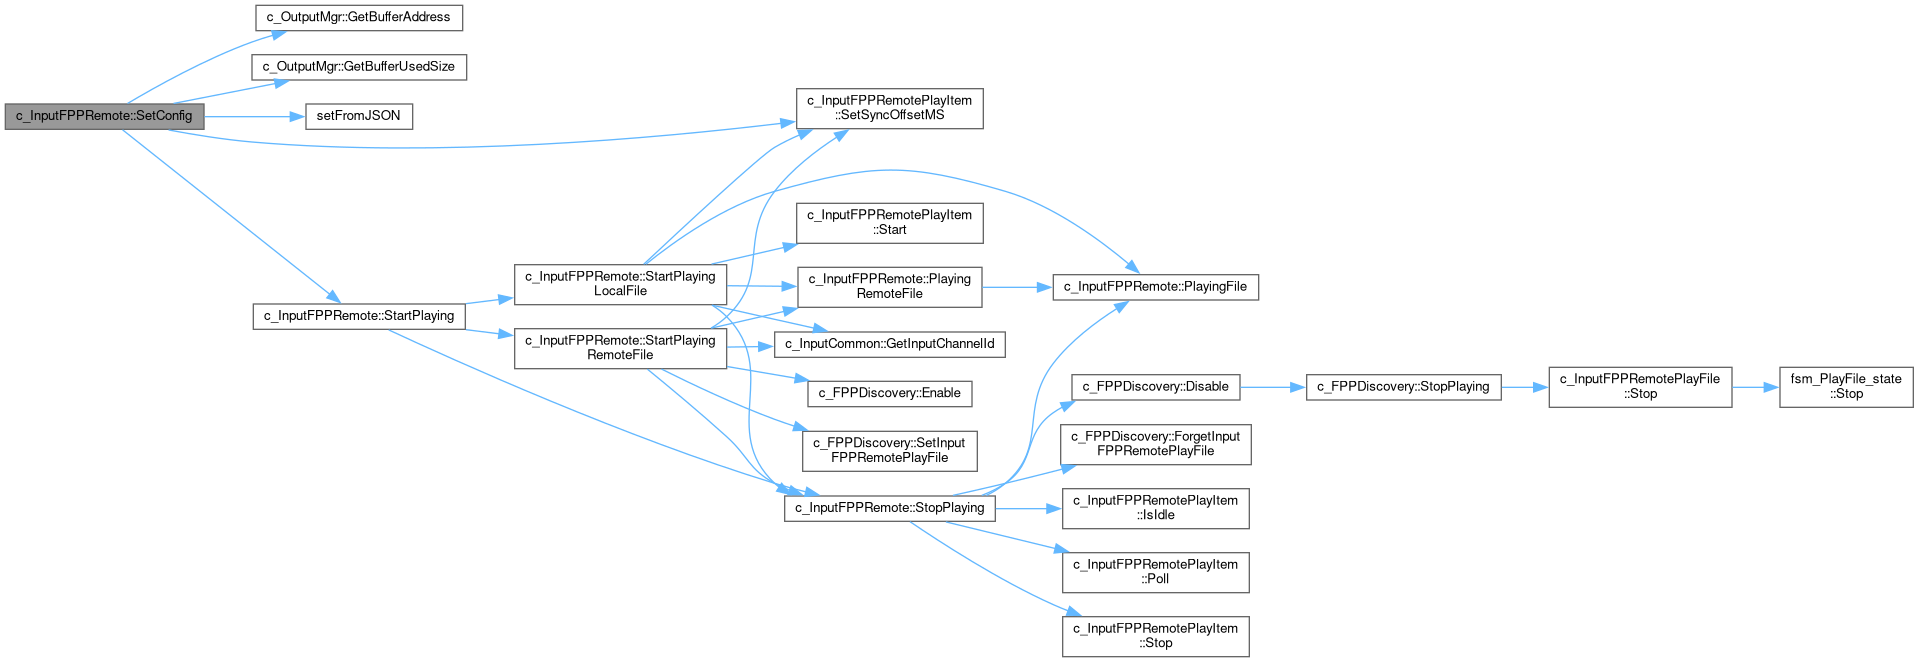 c_OutputMgr::GetBufferAddress
c_OutputMgr::GetBufferUsedSize
c_InputFPPRemote::SetConfig
setFromJSON
c_InputFPPRemotePlayItem
::SetSyncOffsetMS
c_InputFPPRemotePlayItem
::Start
c_InputFPPRemote::StartPlaying
LocalFile
c_InputFPPRemote::Playing
RemoteFile
c_InputFPPRemote::PlayingFile
c_InputFPPRemote::StartPlaying
c_InputFPPRemote::StartPlaying
RemoteFile
c_InputCommon::GetInputChannelId
c_FPPDiscovery::Enable
c_FPPDiscovery::Disable
c_FPPDiscovery::StopPlaying
c_InputFPPRemotePlayFile
::Stop
fsm_PlayFile_state
::Stop
c_FPPDiscovery::SetInput
FPPRemotePlayFile
c_FPPDiscovery::ForgetInput
FPPRemotePlayFile
c_InputFPPRemote::StopPlaying
c_InputFPPRemotePlayItem
::IsIdle
c_InputFPPRemotePlayItem
::Poll
c_InputFPPRemotePlayItem
::Stop